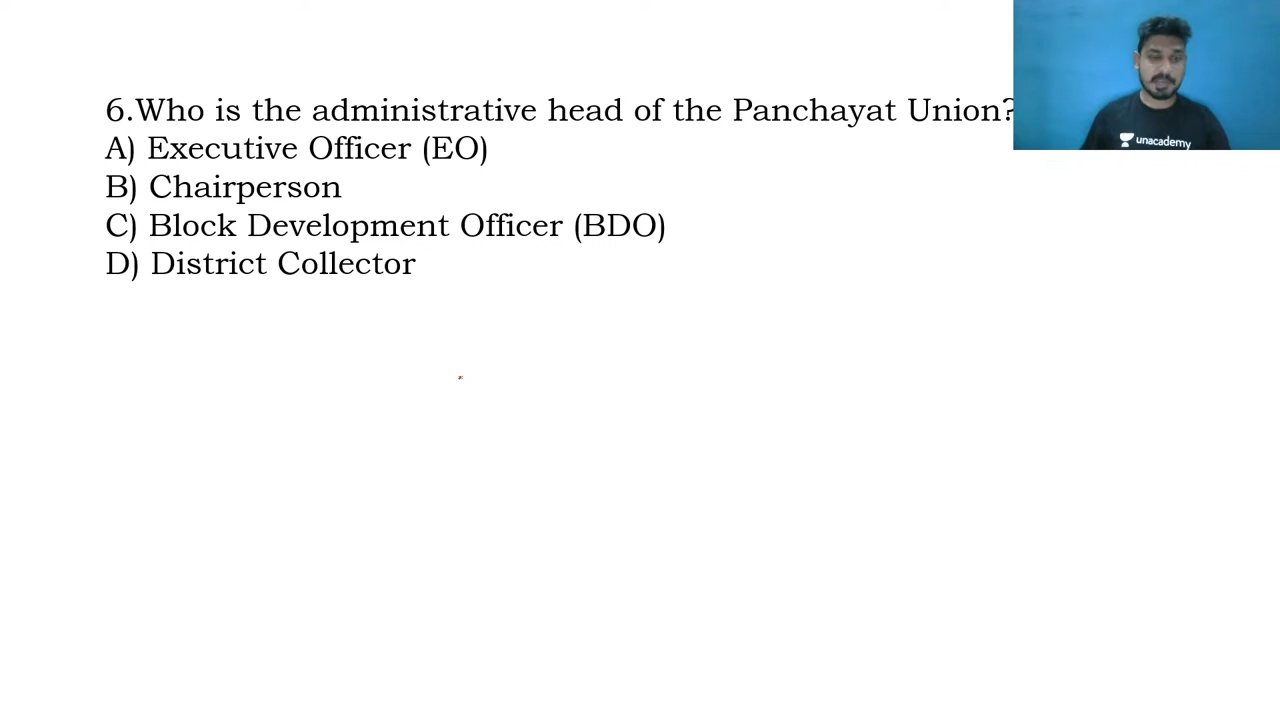 6.Who is the administrative head of the Panchayat Union?
A) Executive Officer (EO)
B) Chairperson
C) Block Development Officer (BDO)
D) District Collector
unacademy